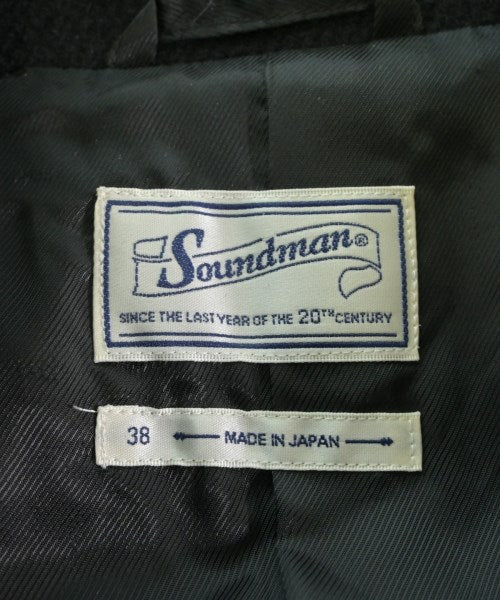 Soundman®
SINCE THE LAST YEAR OF THE 20TH CENTURY
38 MADE IN JAPAN